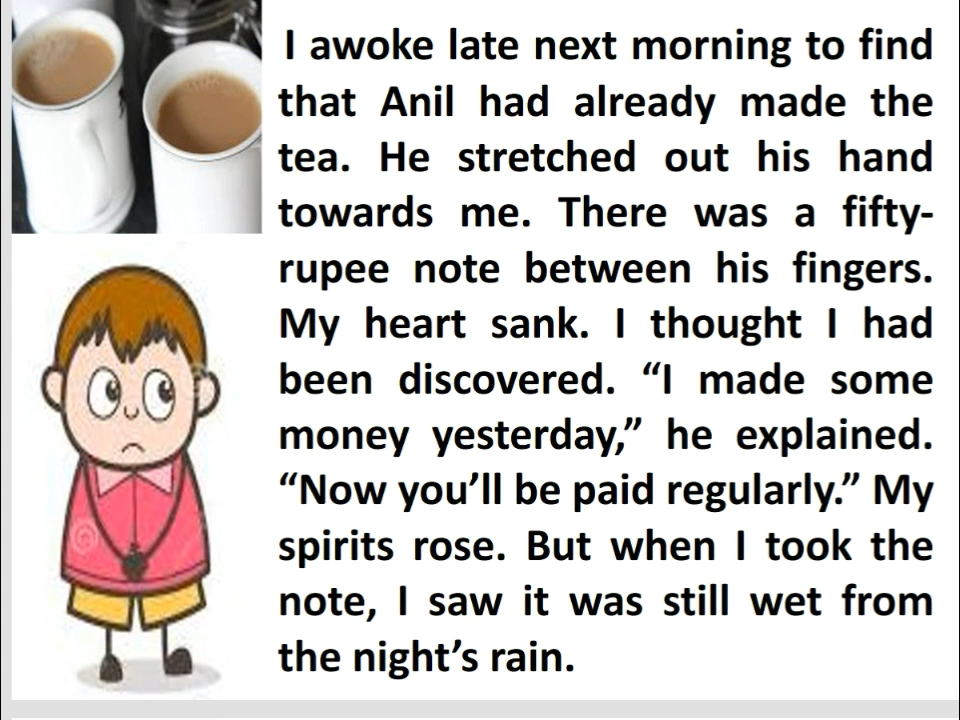 I awoke late next morning to find
that Anil had already made the
tea. He stretched out his hand
towards me. There was a fifty-
rupee note between his fingers.
My heart sank. I thought I had
been discovered. “I made some
money yesterday,” he explained.
“Now you’ll be paid regularly.” My
spirits rose. But when I took the
note, I saw it was still wet from
the night’s rain.